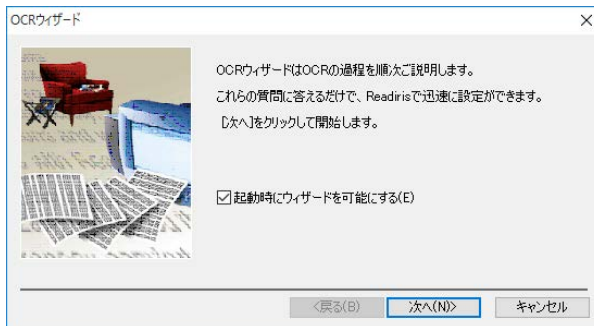 OCRウィザード
OCRウィザードはOCRの過程を順次ご説明します。
これらの質問に答えるだけで、Readirisで迅速に設定ができます。
[次へ]をクリックして開始します。
起動時にウィザードを可能にする(E)
<戻る(B)
次へ(N)>
キャンセル